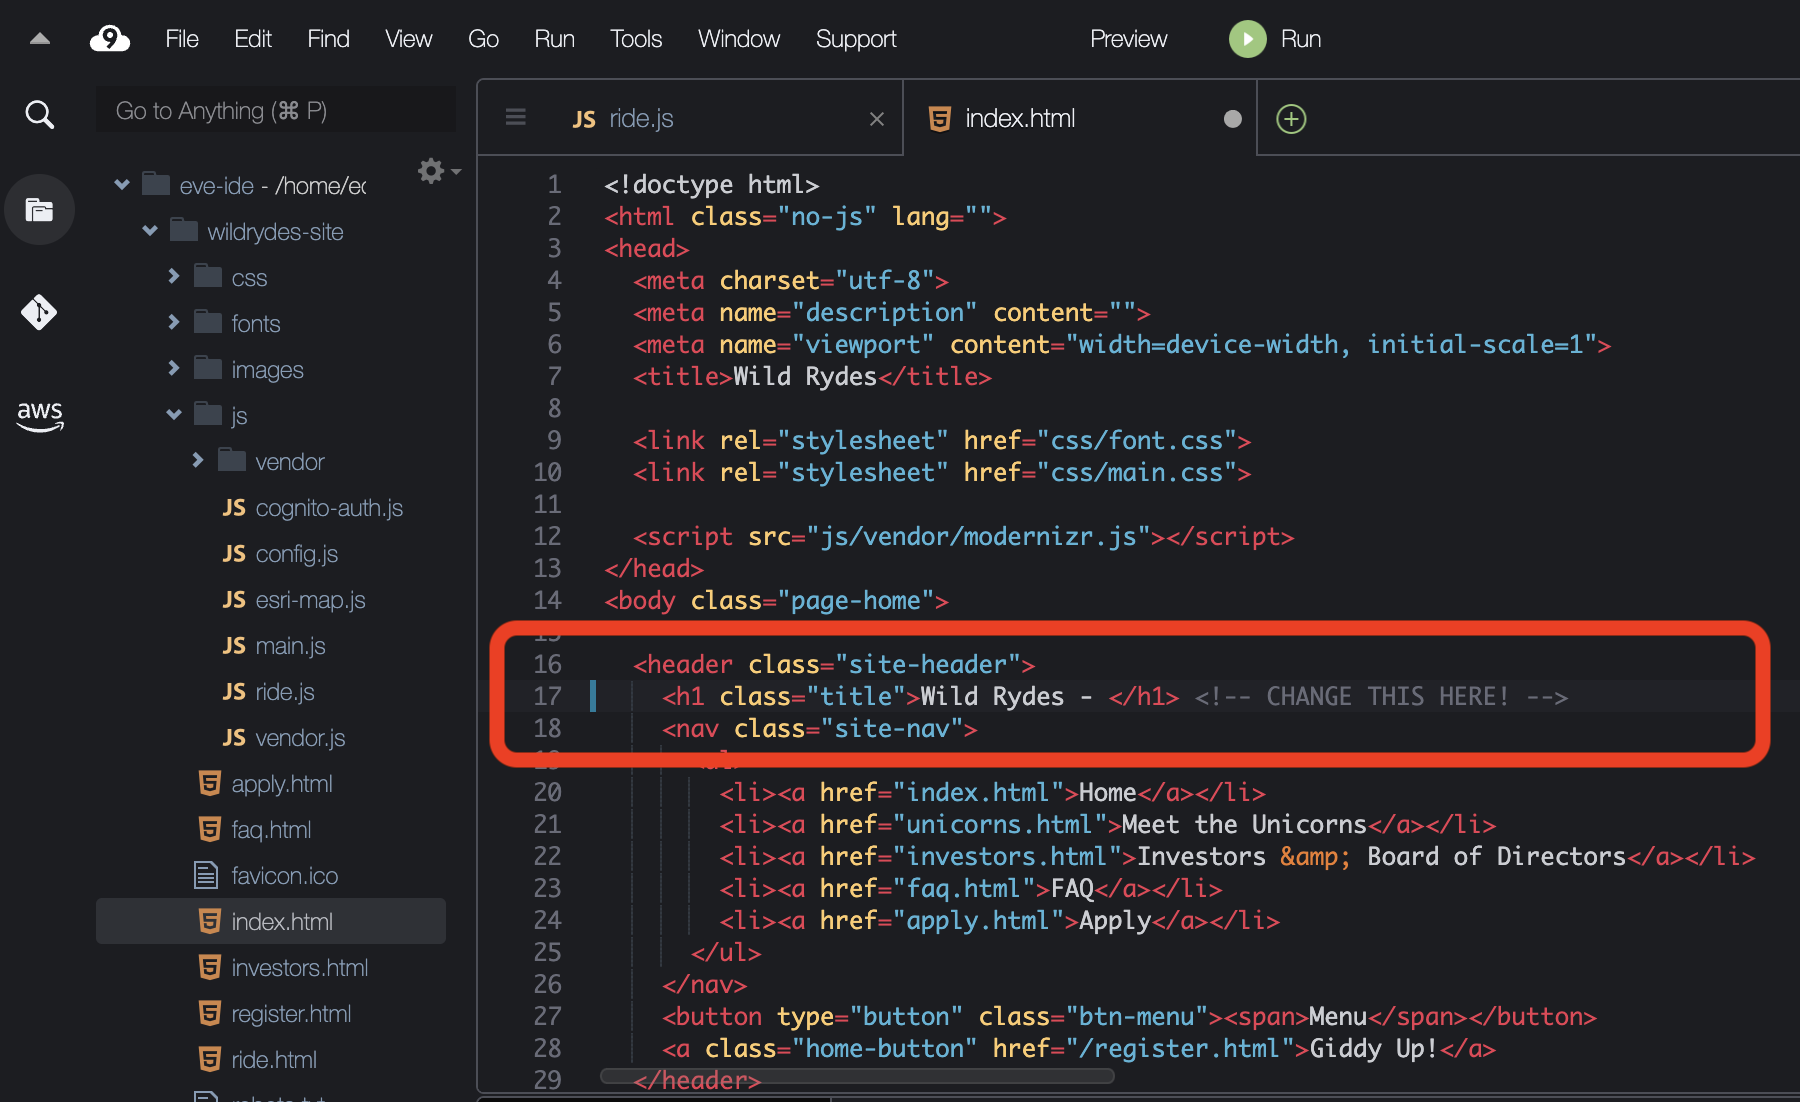 9 File Edit Find View Go Run Tools Window Support Preview Run
Go to Anything (⌘ P)
eve-ide - /home/ec
wildrydes-site
css
fonts
images
js
vendor
JS cognito-auth.js
JS config.js
JS esri-map.js
JS main.js
JS ride.js
JS vendor.js
5 apply.html
5 faq.html
favicon.ico
5 index.html
5 investors.html
5 register.html
5 ride.html
aws
JS ride.js × 5 index.html
1 <!doctype html>
2 <html class="no-js" lang="">
3 <head>
4 <meta charset="utf-8">
5 <meta name="description" content="">
6 <meta name="viewport" content="width=device-width, initial-scale=1">
7 <title>Wild Rydes</title>
8
9 <link rel="stylesheet" href="css/font.css">
10 <link rel="stylesheet" href="css/main.css">
11
12 <script src="js/vendor/modernizr.js"></script>
13 </head>
14 <body class="page-home">
15
16 <header class="site-header">
17 <h1 class="title">Wild Rydes - </h1> <!-- CHANGE THIS HERE! -->
18 <nav class="site-nav">
19 <ul>
20 <li><a href="index.html">Home</a></li>
21 <li><a href="unicorns.html">Meet the Unicorns</a></li>
22 <li><a href="investors.html">Investors &amp; Board of Directors</a></li>
23 <li><a href="faq.html">FAQ</a></li>
24 <li><a href="apply.html">Apply</a></li>
25 </ul>
26 </nav>
27 <button type="button" class="btn-menu"><span>Menu</span></button>
28 <a class="home-button" href="/register.html">Giddy Up!</a>
29 </header>